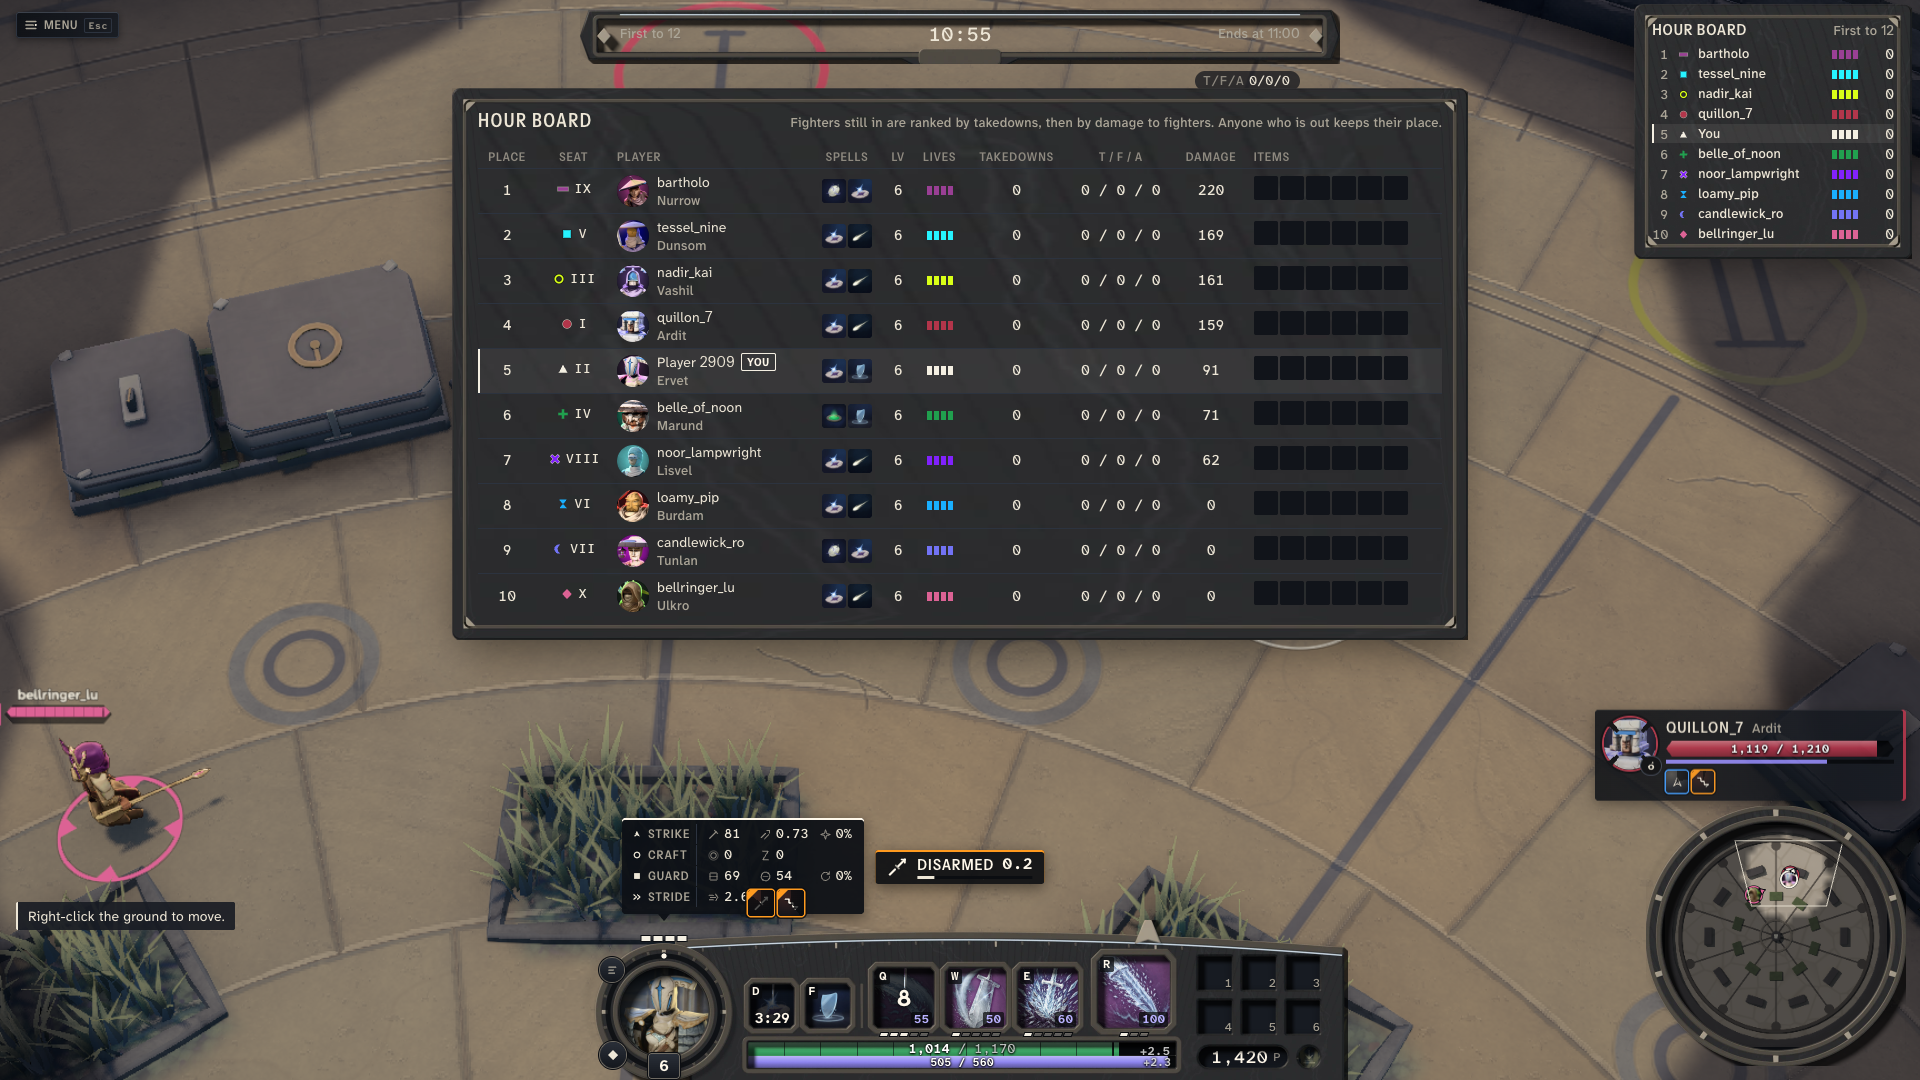 MENU Esc
First to 12 10:55 Ends at 11:00
T/F/A 0/0/0
HOUR BOARD First to 12
1 bartholo 0
2 tessel_nine 0
3 nadir_kai 0
4 quillon_7 0
5 You 0
6 belle_of_noon 0
7 noor_lampwright 0
8 loamy_pip 0
9 candlewick_ro 0
10 bellringer_lu 0
HOUR BOARD Fighters still in are ranked by takedowns, then by damage to fighters. Anyone who is out keeps their place.
PLACE SEAT PLAYER SPELLS LV LIVES TAKEDOWNS T / F / A DAMAGE ITEMS
1 IX bartholo 6 0 0 / 0 / 0 220
Nurrow
2 V tessel_nine 6 0 0 / 0 / 0 169
Dunsom
3 III nadir_kai 6 0 0 / 0 / 0 161
Vashil
4 I quillon_7 6 0 0 / 0 / 0 159
Ardit
5 II Player 2909 YOU 6 0 0 / 0 / 0 91
Ervet
6 IV belle_of_noon 6 0 0 / 0 / 0 71
Marund
7 VIII noor_lampwright 6 0 0 / 0 / 0 62
Lisvel
8 VI loamy_pip 6 0 0 / 0 / 0 0
Burdam
9 VII candlewick_ro 6 0 0 / 0 / 0 0
Tunlan
10 X bellringer_lu 6 0 0 / 0 / 0 0
Ulkro
bellringer_lu
QUILLON_7 Ardit
1,119 / 1,210
6
STRIKE 81 0.73 0%
CRAFT 0 0
GUARD 69 54 0%
STRIDE 2.
DISARMED 0.2
Right-click the ground to move.
D 3:29
F
Q 8 55
W 50
E 60
R 100
1 2 3
4 5 6
1,014 / 1,170 +2.5
505 / 560 +2.3
6
1,420 P